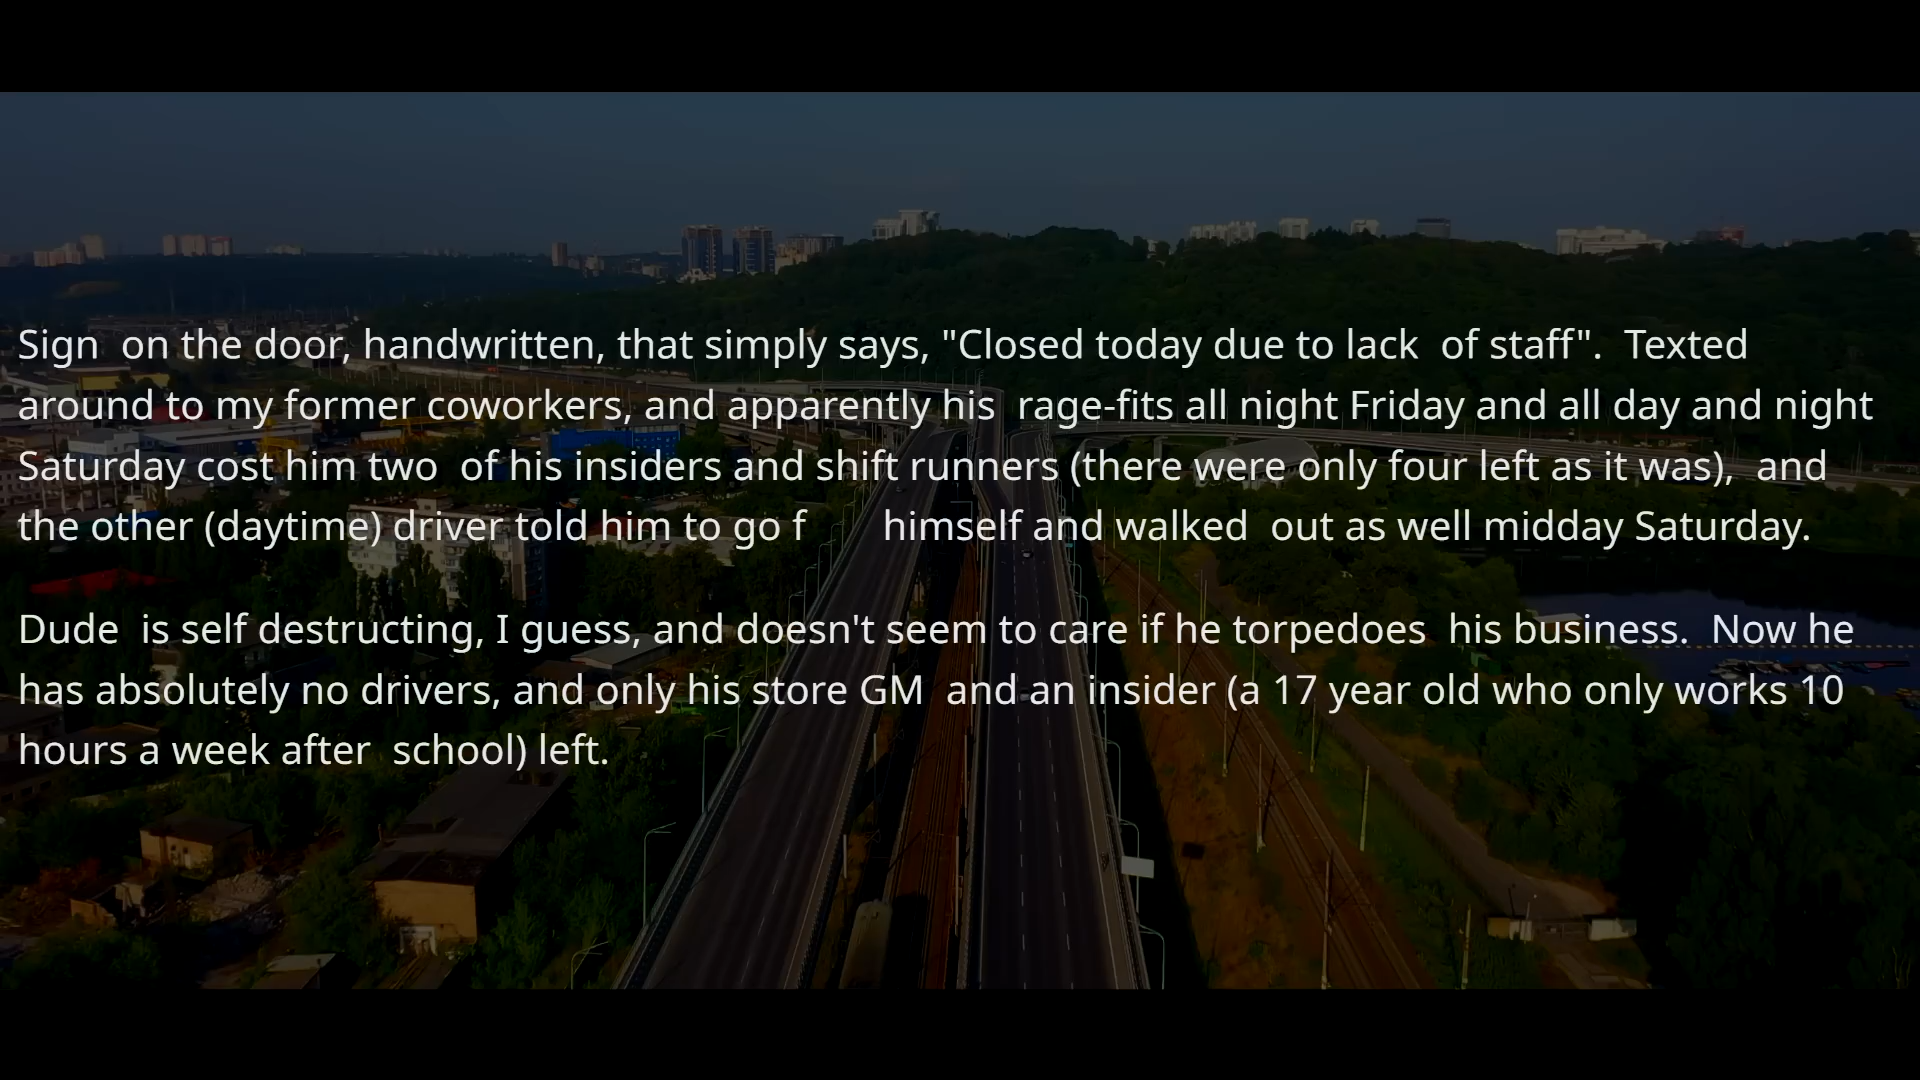 Sign on the door, handwritten, that simply says, "Closed today due to lack of staff". Texted
around to my former coworkers, and apparently his rage-fits all night Friday and all day and night
Saturday cost him two of his insiders and shift runners (there were only four left as it was), and
the other (daytime) driver told him to go f himself and walked out as well midday Saturday.
Dude is self destructing, I guess, and doesn't seem to care if he torpedoes his business. Now he
has absolutely no drivers, and only his store GM and an insider (a 17 year old who only works 10
hours a week after school) left.